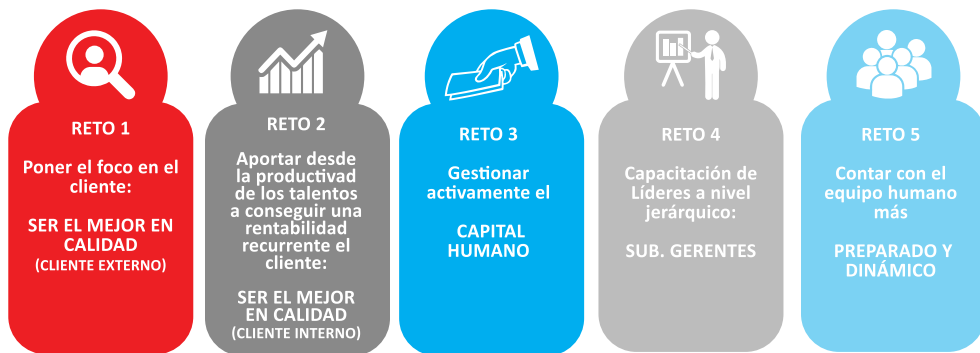 RETO 1
Poner el foco en el
cliente:
SER EL MEJOR EN
CALIDAD
(CLIENTE EXTERNO)
RETO 2
Aportar desde
la productivad
de los talentos
a conseguir una
rentabilidad
recurrente el
cliente:
SER EL MEJOR
EN CALIDAD
(CLIENTE INTERNO)
RETO 3
Gestionar
activamente el
CAPITAL
HUMANO
RETO 4
Capacitación de
Líderes a nivel
jerárquico:
SUB. GERENTES
RETO 5
Contar con el
equipo humano
más
PREPARADO Y
DINÁMICO